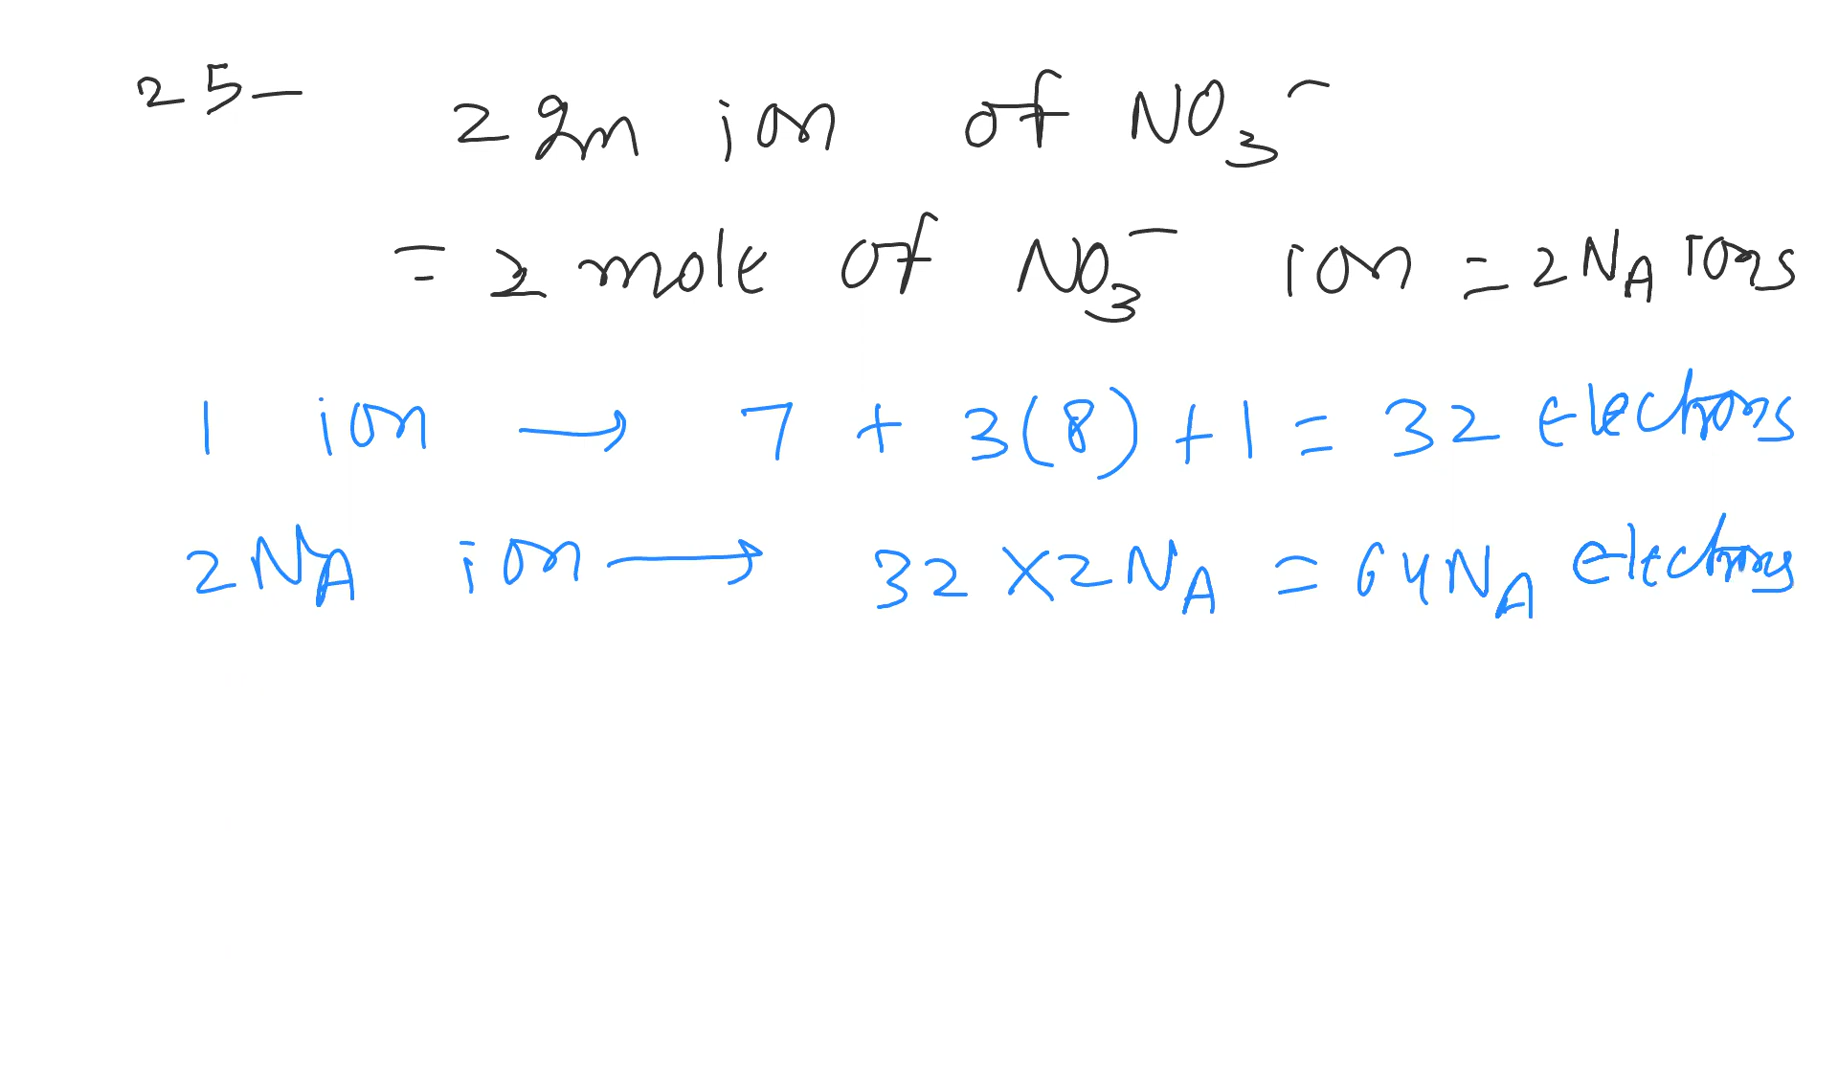 25- 2 gm ion of NO₃⁻
= 2 mole of NO₃⁻ ion = 2NA ions
1 ion → 7 + 3(8) + 1 = 32 electrons
2NA ion → 32 × 2NA = 64NA electrons